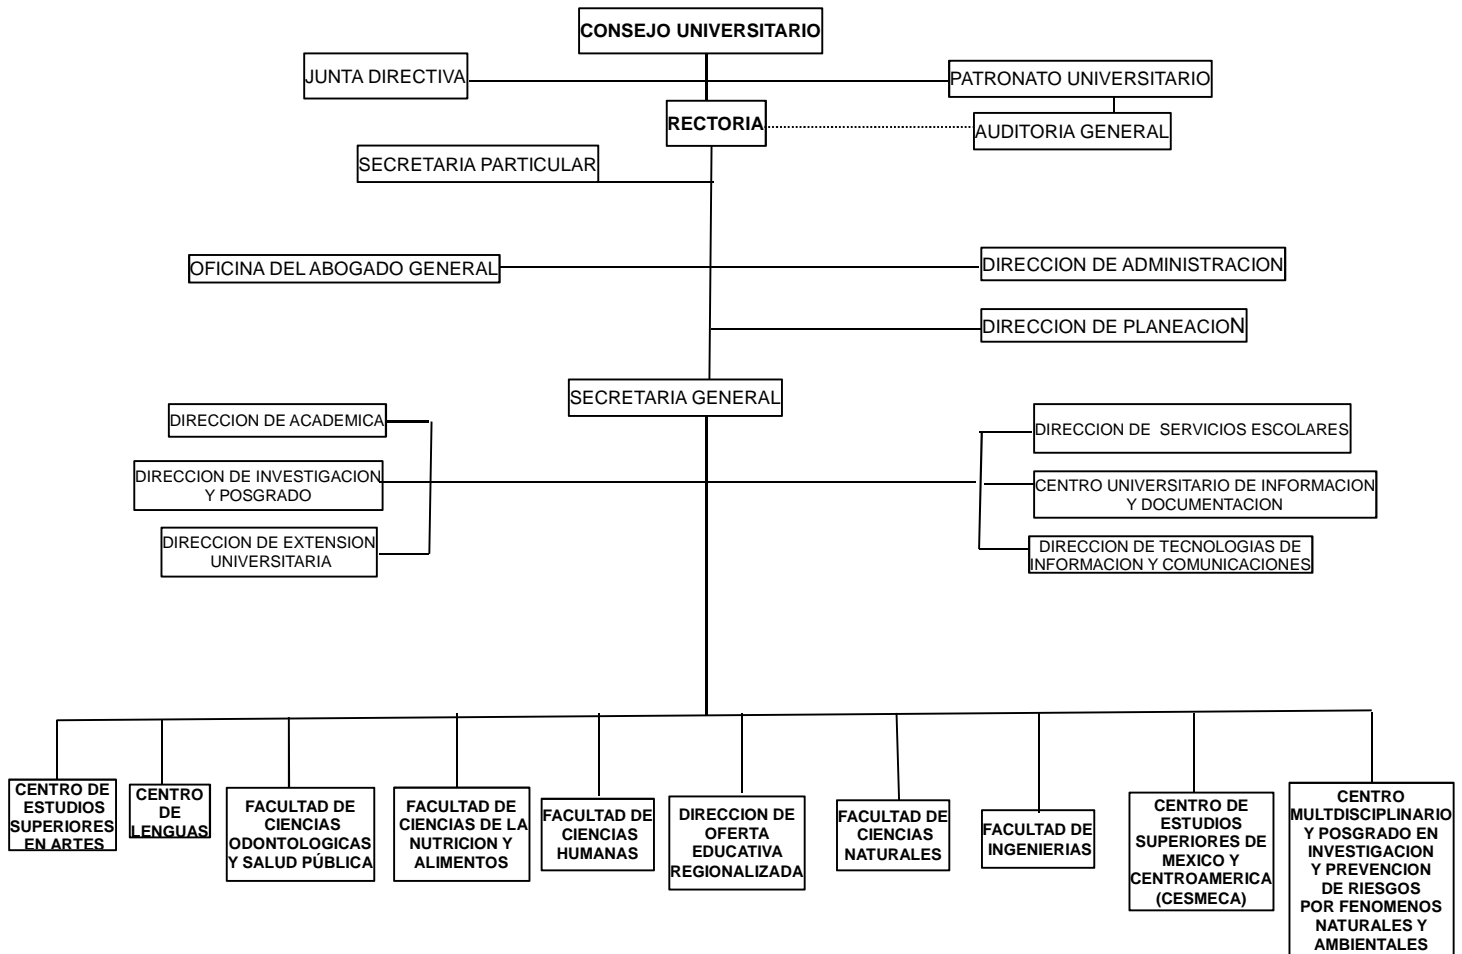 CONSEJO UNIVERSITARIO
JUNTA DIRECTIVA
PATRONATO UNIVERSITARIO
RECTORIA
AUDITORIA GENERAL
SECRETARIA PARTICULAR
OFICINA DEL ABOGADO GENERAL
DIRECCION DE ADMINISTRACION
DIRECCION DE PLANEACION
SECRETARIA GENERAL
DIRECCION DE ACADEMICA
DIRECCION DE INVESTIGACION
Y POSGRADO
DIRECCION DE EXTENSION
UNIVERSITARIA
DIRECCION DE SERVICIOS ESCOLARES
CENTRO UNIVERSITARIO DE INFORMACION
Y DOCUMENTACION
DIRECCION DE TECNOLOGIAS DE
INFORMACION Y COMUNICACIONES
CENTRO DE
ESTUDIOS
SUPERIORES
EN ARTES
CENTRO
DE
LENGUAS
FACULTAD DE
CIENCIAS
ODONTOLOGICAS
Y SALUD PÚBLICA
FACULTAD DE
CIENCIAS DE LA
NUTRICION Y
ALIMENTOS
FACULTAD DE
CIENCIAS
HUMANAS
DIRECCION DE
OFERTA
EDUCATIVA
REGIONALIZADA
FACULTAD DE
CIENCIAS
NATURALES
FACULTAD DE
INGENIERIAS
CENTRO DE
ESTUDIOS
SUPERIORES DE
MEXICO Y
CENTROAMERICA
(CESMECA)
CENTRO
MULTDISCIPLINARIO
Y POSGRADO EN
INVESTIGACION
Y PREVENCION
DE RIESGOS
POR FENOMENOS
NATURALES Y
AMBIENTALES